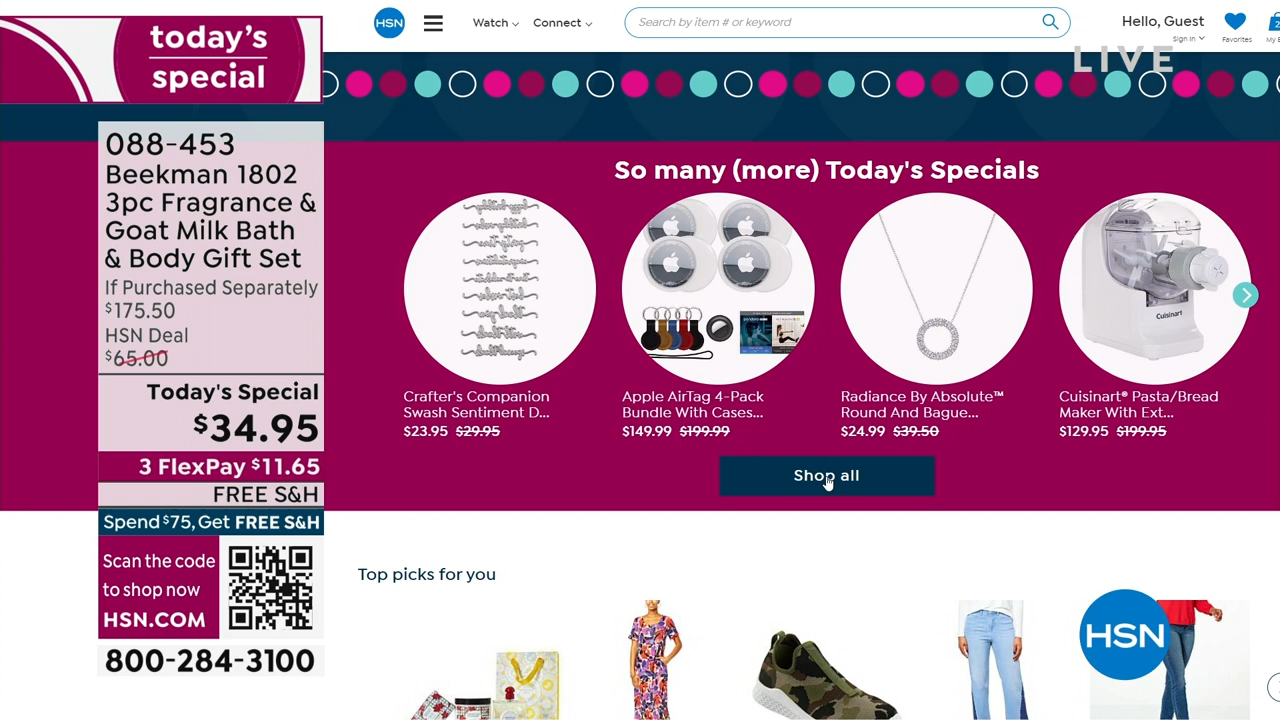 today's
special
088-453
Beekman 1802
3pc Fragrance &
Goat Milk Bath
& Body Gift Set
If Purchased Separately
$175.50
HSN Deal
$65.00
Today's Special
$34.95
3 FlexPay $11.65
FREE S&H
Spend $75, Get FREE S&H
Scan the code
to shop now
HSN.COM
800-284-3100
HSN
Watch
Connect
Search by item # or keyword
Hello, Guest
Sign In
Favorites
My
LIVE
So many (more) Today's Specials
Cuisinart
Crafter's Companion
Swash Sentiment D...
$23.95 $29.95
Apple AirTag 4-Pack
Bundle With Cases...
$149.99 $199.99
Radiance By Absolute™
Round And Bague...
$24.99 $39.50
Cuisinart® Pasta/Bread
Maker With Ext...
$129.95 $199.95
Shop all
Top picks for you
HSN